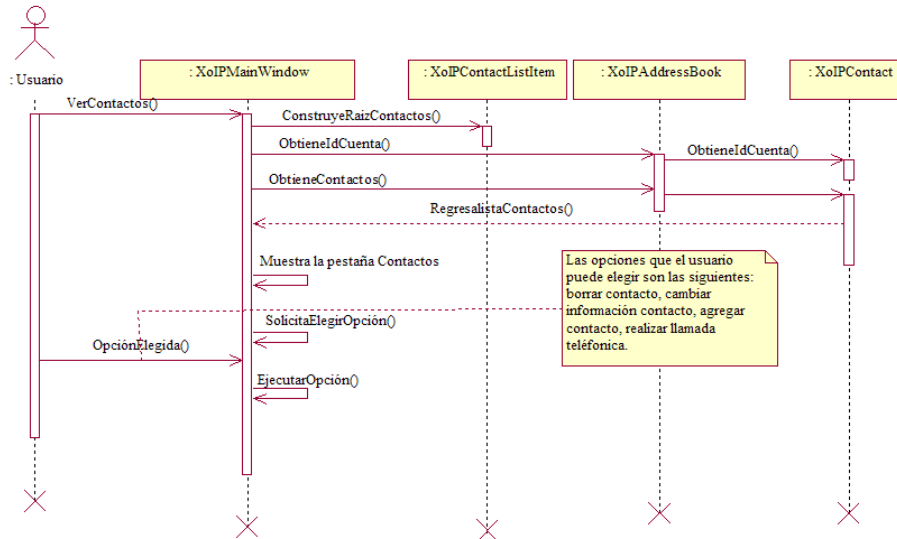 : Usuario
: XoIPMainWindow
: XoIPContactListItem
: XoIPAddressBook
: XoIPContact
VerContactos()
ConstruyeRaizContactos()
ObtieneIdCuenta()
ObtieneIdCuenta()
ObtieneContactos()
RegresalistaContactos()
Muestra la pestaña Contactos
Las opciones que el usuario
puede elegir son las siguientes:
borrar contacto, cambiar
información contacto, agregar
contacto, realizar llamada
teléfonica.
SolicitaElegirOpción()
OpciónElegida()
EjecutarOpción()